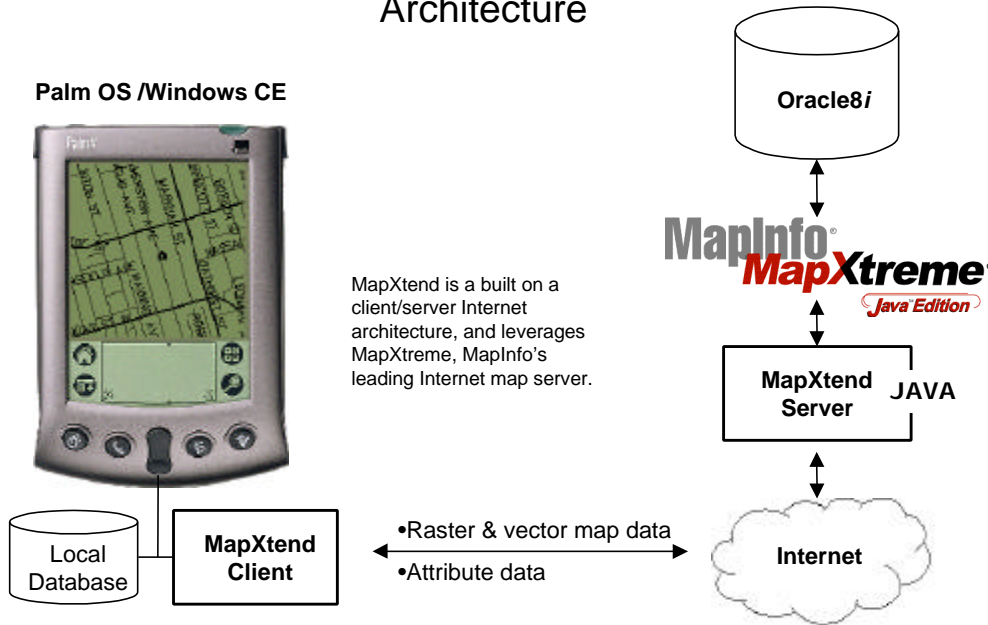 Architecture
Palm OS /Windows CE
Oracle8i
Palm V
MapInfo®
MapXtreme
Java™ Edition
MapXtend is a built on a
client/server Internet
architecture, and leverages
MapXtreme, MapInfo's
leading Internet map server.
MapXtend
Server
JAVA
Local
Database
MapXtend
Client
•Raster & vector map data
•Attribute data
Internet